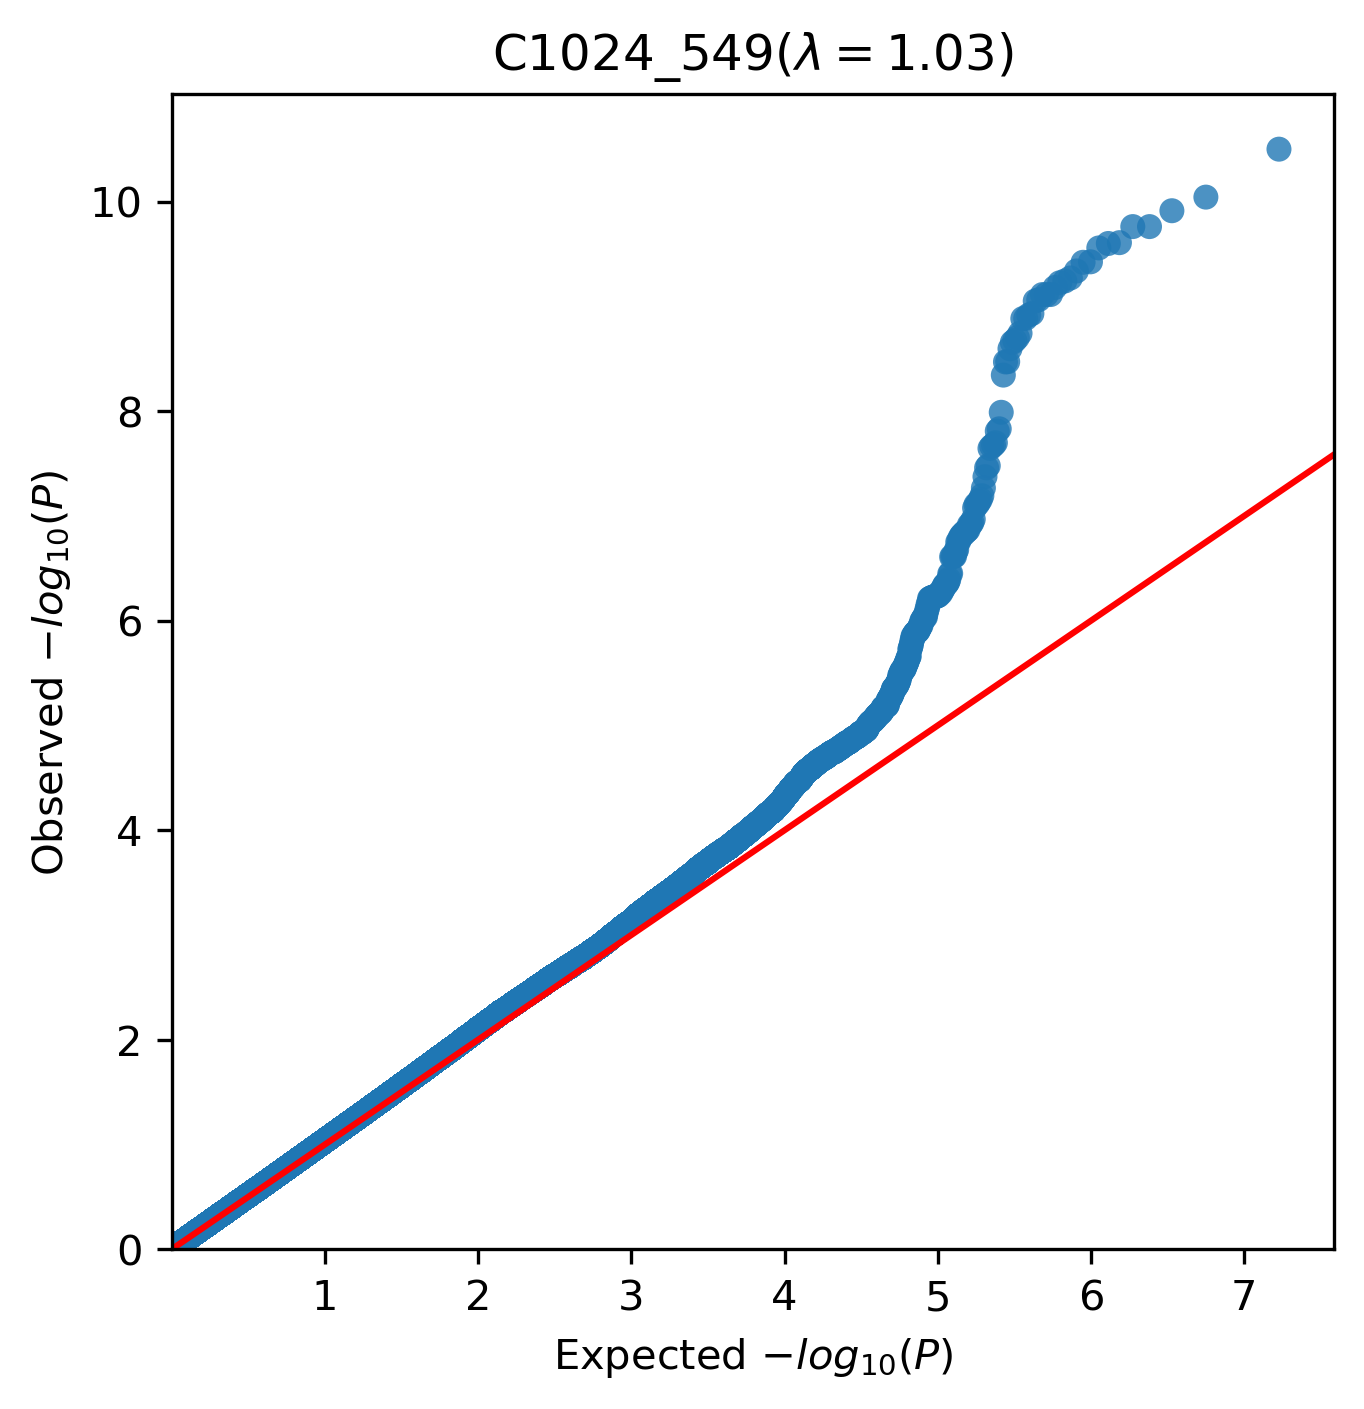 C1024_549(λ = 1.03)
Observed −log₁₀(P)
10
8
6
4
2
0
1 2 3 4 5 6 7
Expected −log₁₀(P)